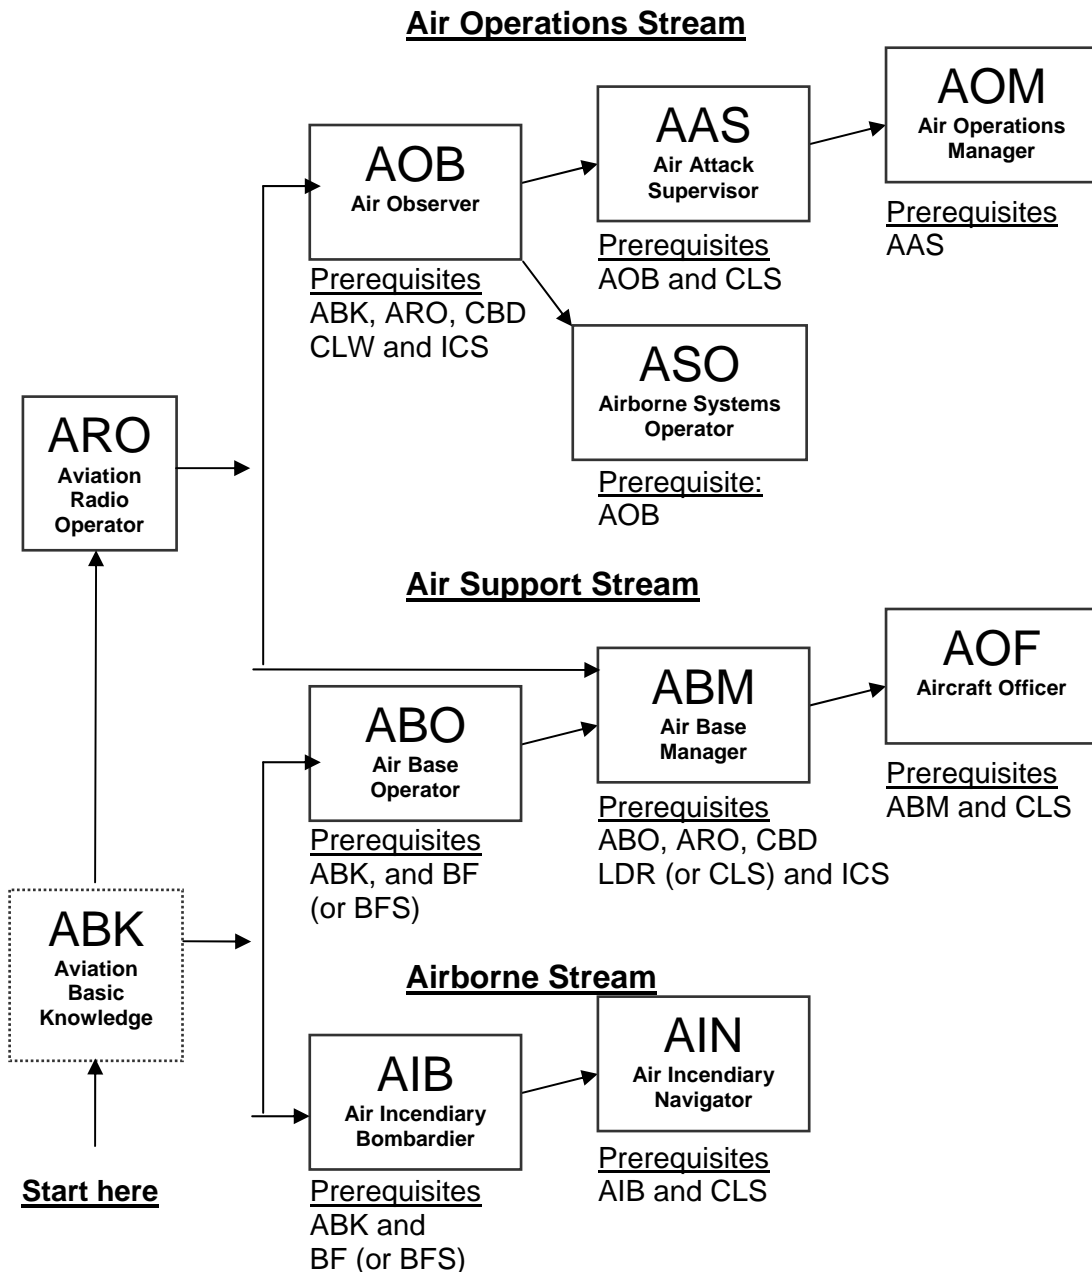 Air Operations Stream
AOM
Air Operations
Manager
Prerequisites
AAS
AAS
Air Attack
Supervisor
Prerequisites
AOB and CLS
AOB
Air Observer
Prerequisites
ABK, ARO, CBD
CLW and ICS
ASO
Airborne Systems
Operator
Prerequisite:
AOB
ARO
Aviation
Radio
Operator
Air Support Stream
AOF
Aircraft Officer
Prerequisites
ABM and CLS
ABM
Air Base
Manager
Prerequisites
ABO, ARO, CBD
LDR (or CLS) and ICS
ABO
Air Base
Operator
Prerequisites
ABK, and BF
(or BFS)
ABK
Aviation
Basic
Knowledge
Airborne Stream
AIN
Air Incendiary
Navigator
Prerequisites
AIB and CLS
AIB
Air Incendiary
Bombardier
Prerequisites
ABK and
BF (or BFS)
Start here